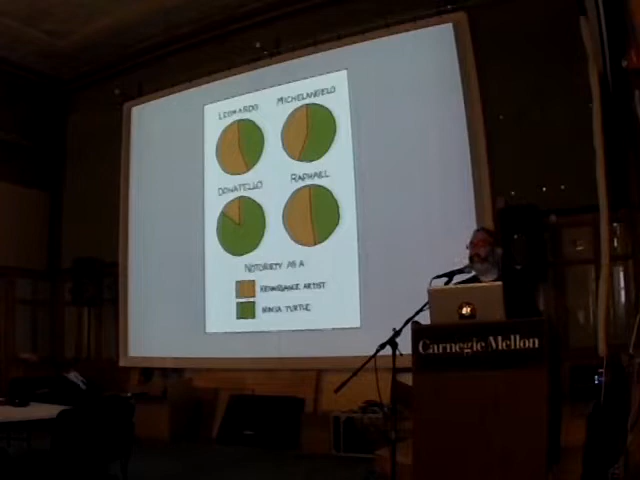 LEONARDO
MICHELANGELO
DONATELLO
RAPHAEL
NOTORIETY AS A
RENAISSANCE ARTIST
NINJA TURTLE
Carnegie Mellon